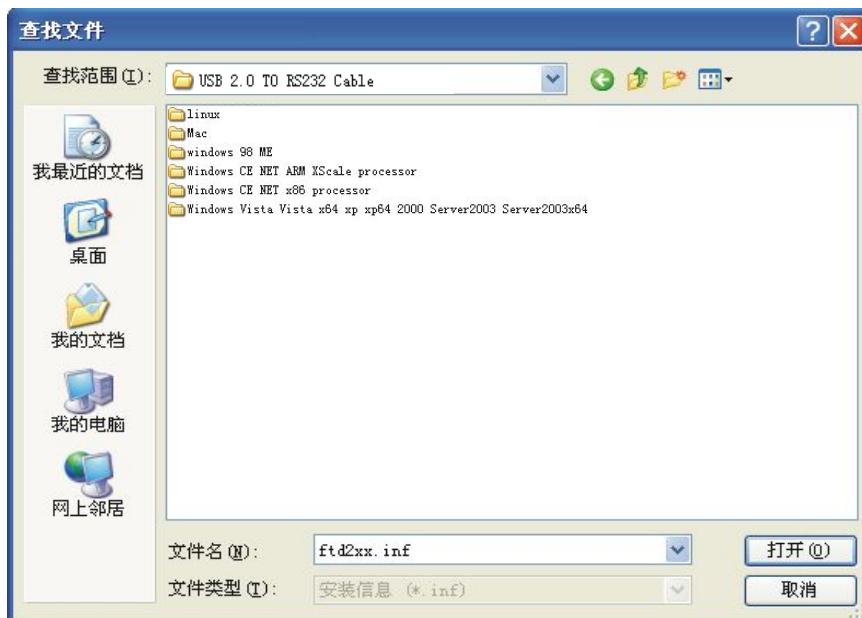 查找文件
查找范围(I):
USB 2.0 TO RS232 Cable
linux
Mac
windows 98 ME
Windows CE NET ARM XScale processor
Windows CE NET x86 processor
Windows Vista Vista x64 xp xp64 2000 Server2003 Server2003x64
我最近的文档
桌面
我的文档
我的电脑
网上邻居
文件名(N):
ftd2xx.inf
打开(O)
文件类型(T):
安装信息 (*.inf)
取消